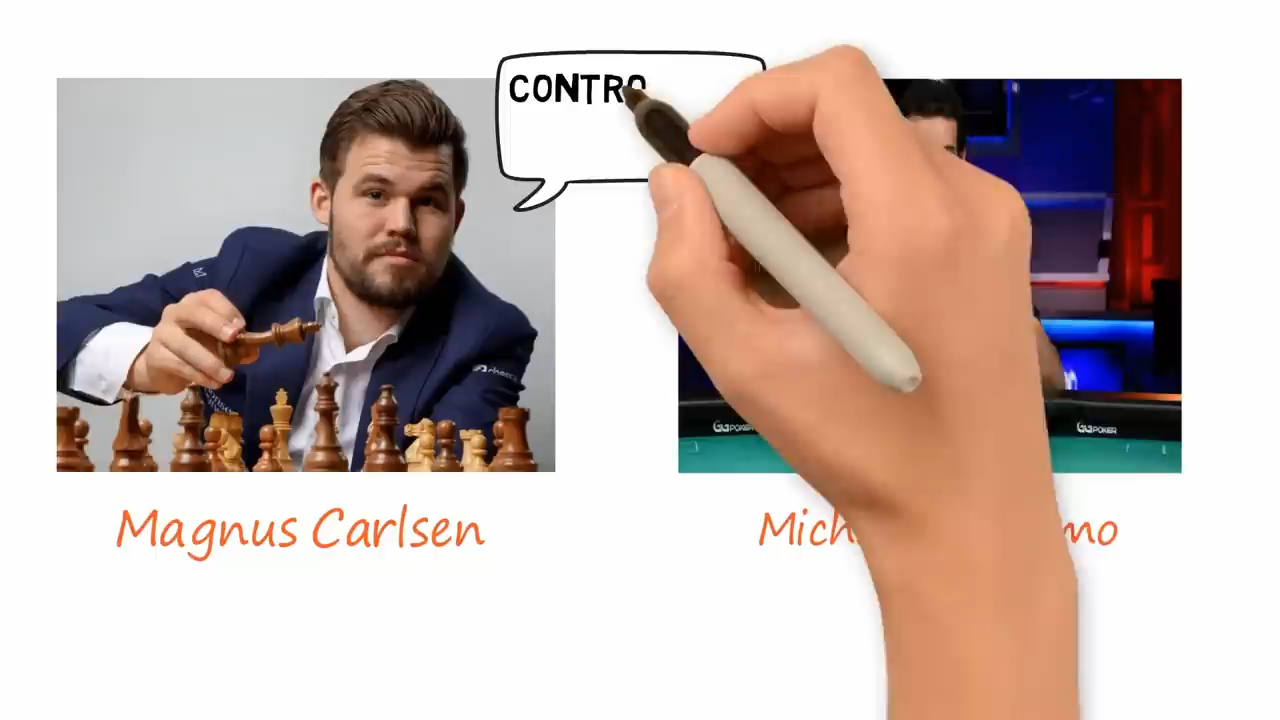 CONTRO
GGPOKER
GGPOKER
Magnus Carlsen
Mich
mo